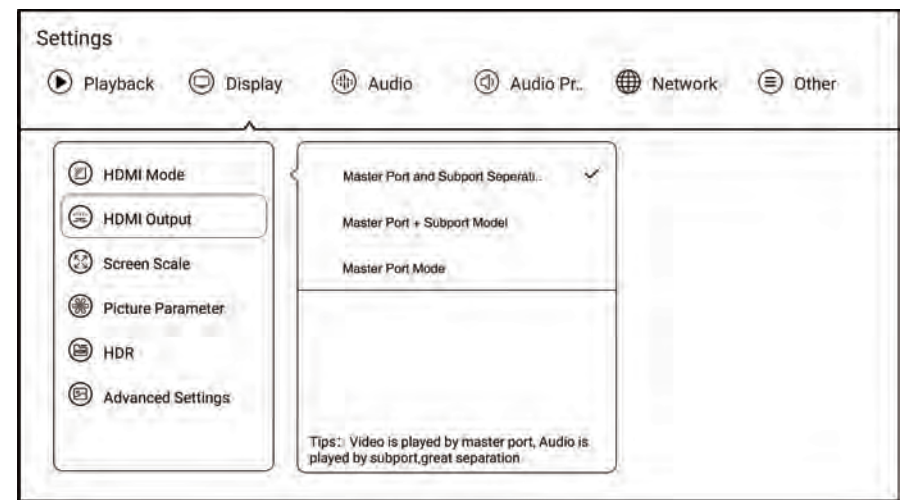 Settings
Playback Display Audio Audio Pr.. Network Other
HDMI Mode
HDMI Output
Screen Scale
Picture Parameter
HDR
Advanced Settings
Master Port and Subport Seperati..
Master Port + Subport Model
Master Port Mode
Tips: Video is played by master port, Audio is
played by subport,great separation